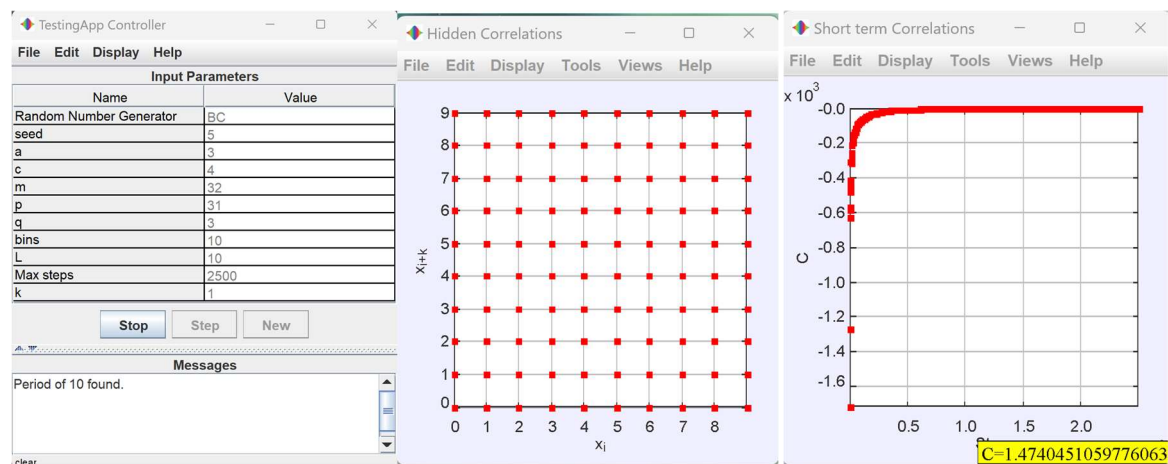 TestingApp Controller
File Edit Display Help
Input Parameters
Name Value
Random Number Generator BC
seed 5
a 3
c 4
m 32
p 31
q 3
bins 10
L 10
Max steps 2500
k 1
Stop Step New
Messages
Period of 10 found.
clear
Hidden Correlations
File Edit Display Tools Views Help
9
8
7
6
5
4
3
2
1
0
0 1 2 3 4 5 6 7 8
xi+k
xi
Short term Correlations
File Edit Display Tools Views Help
x 10^3
-0.0
-0.2
-0.4
-0.6
-0.8
-1.0
-1.2
-1.4
-1.6
C
0.5 1.0 1.5 2.0
C=1.4740451059776063